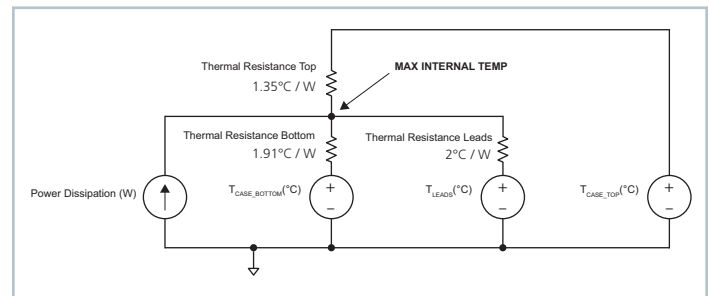 Thermal Resistance Top
1.35°C / W
MAX INTERNAL TEMP
Thermal Resistance Bottom
1.91°C / W
Thermal Resistance Leads
2°C / W
Power Dissipation (W)
T_CASE_BOTTOM(°C)
+
–
T_LEADS(°C)
+
–
T_CASE_TOP(°C)
+
–